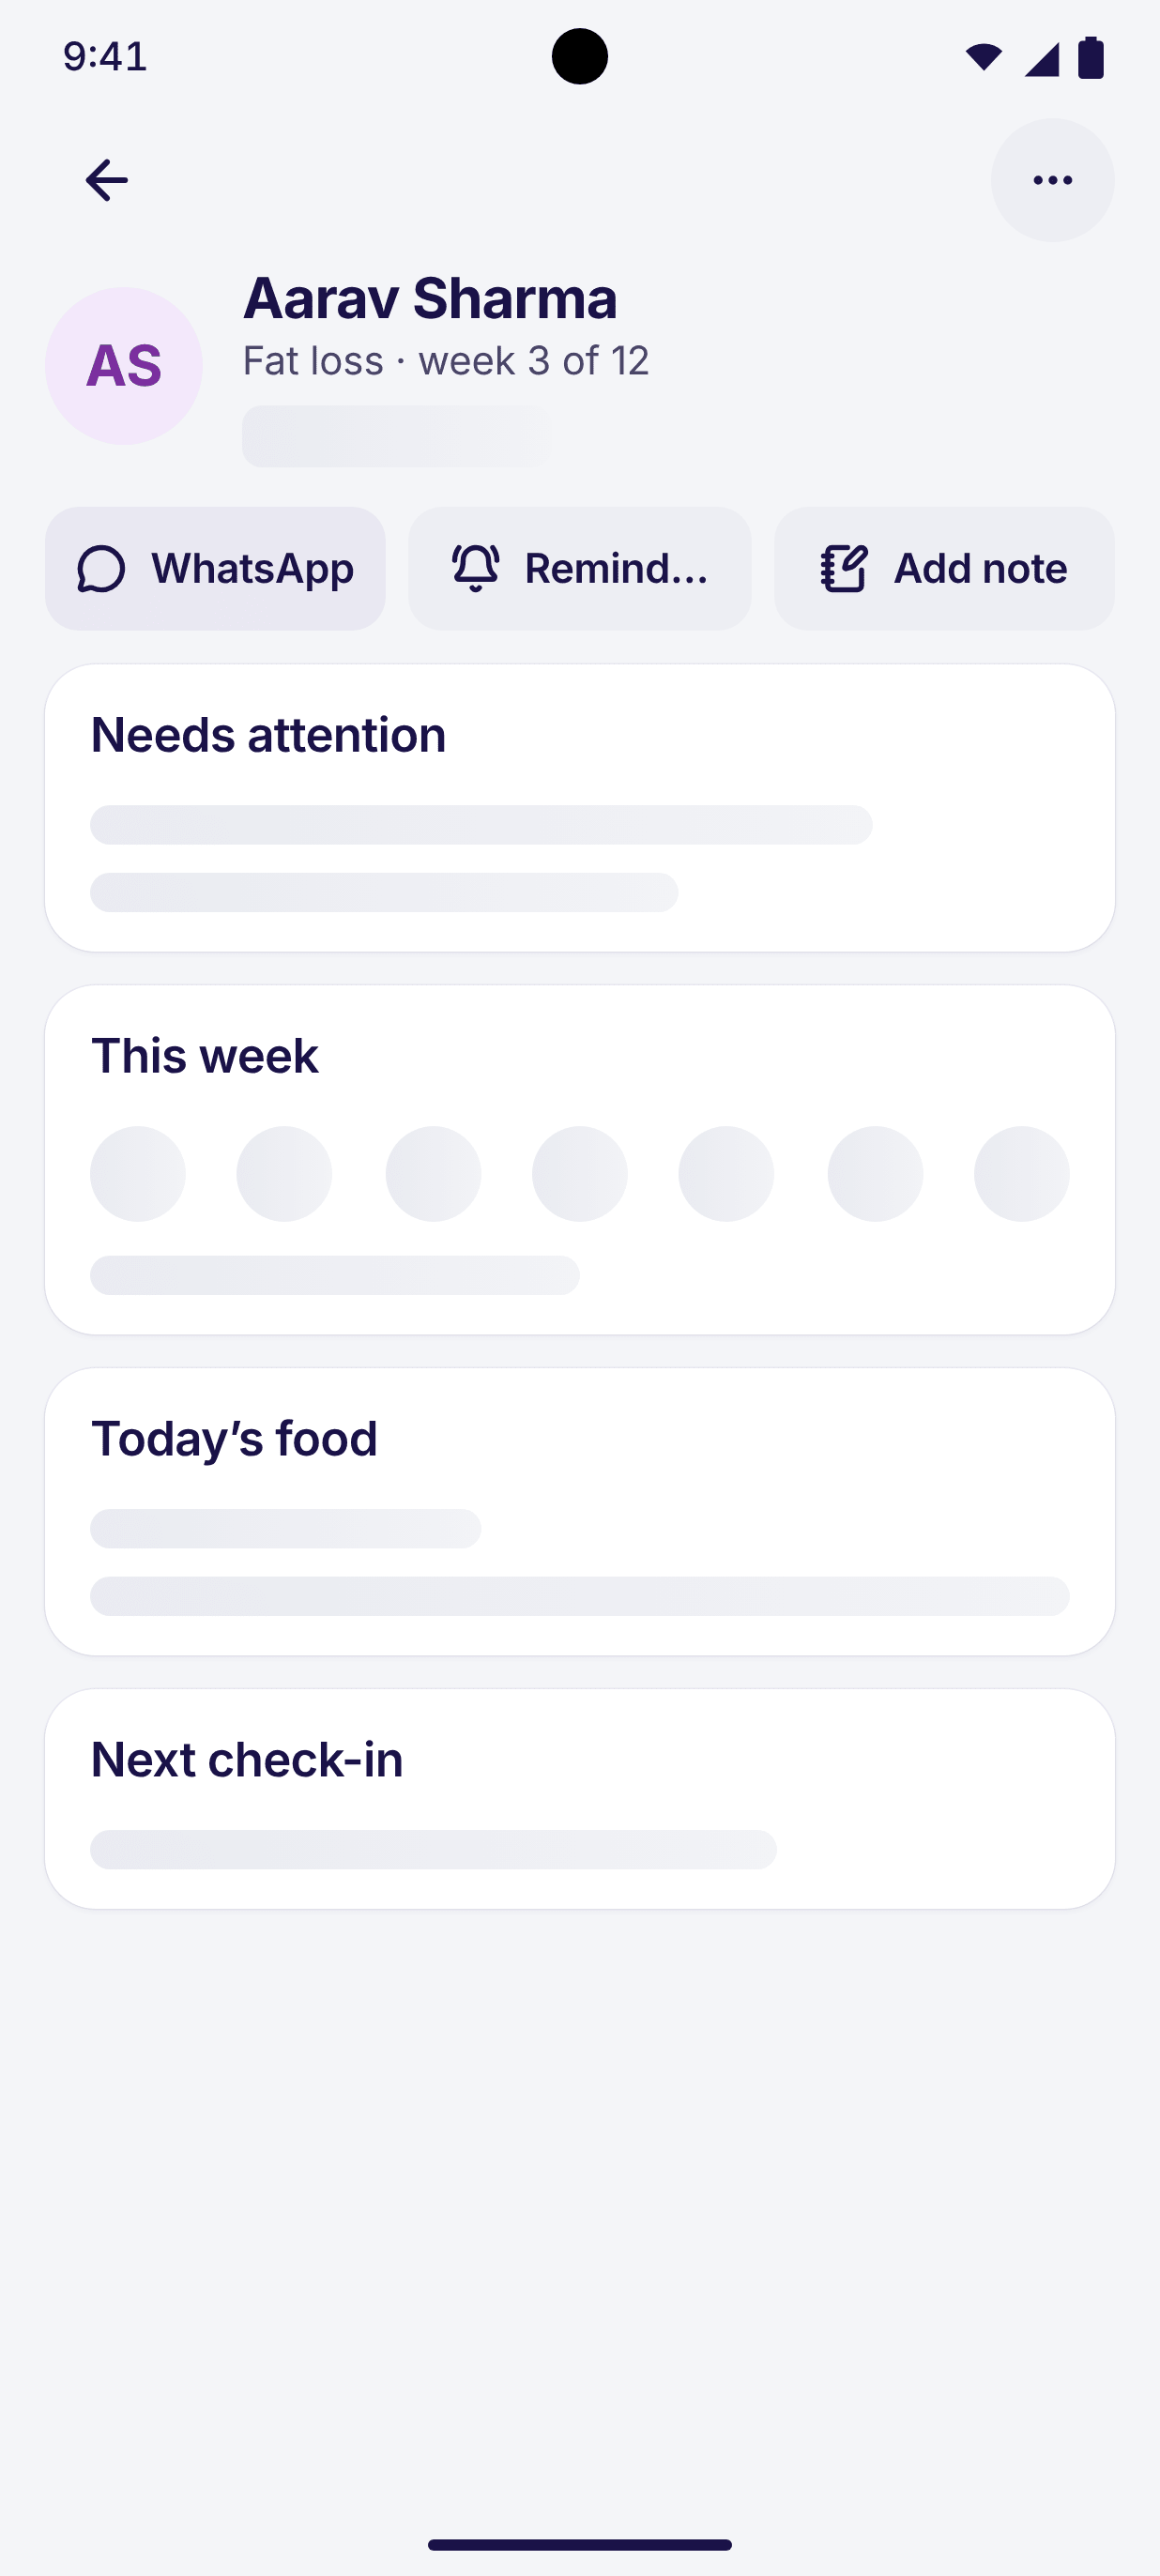 9:41
Aarav Sharma
AS
Fat loss · week 3 of 12
WhatsApp
Remind...
Add note
Needs attention
This week
Today’s food
Next check-in